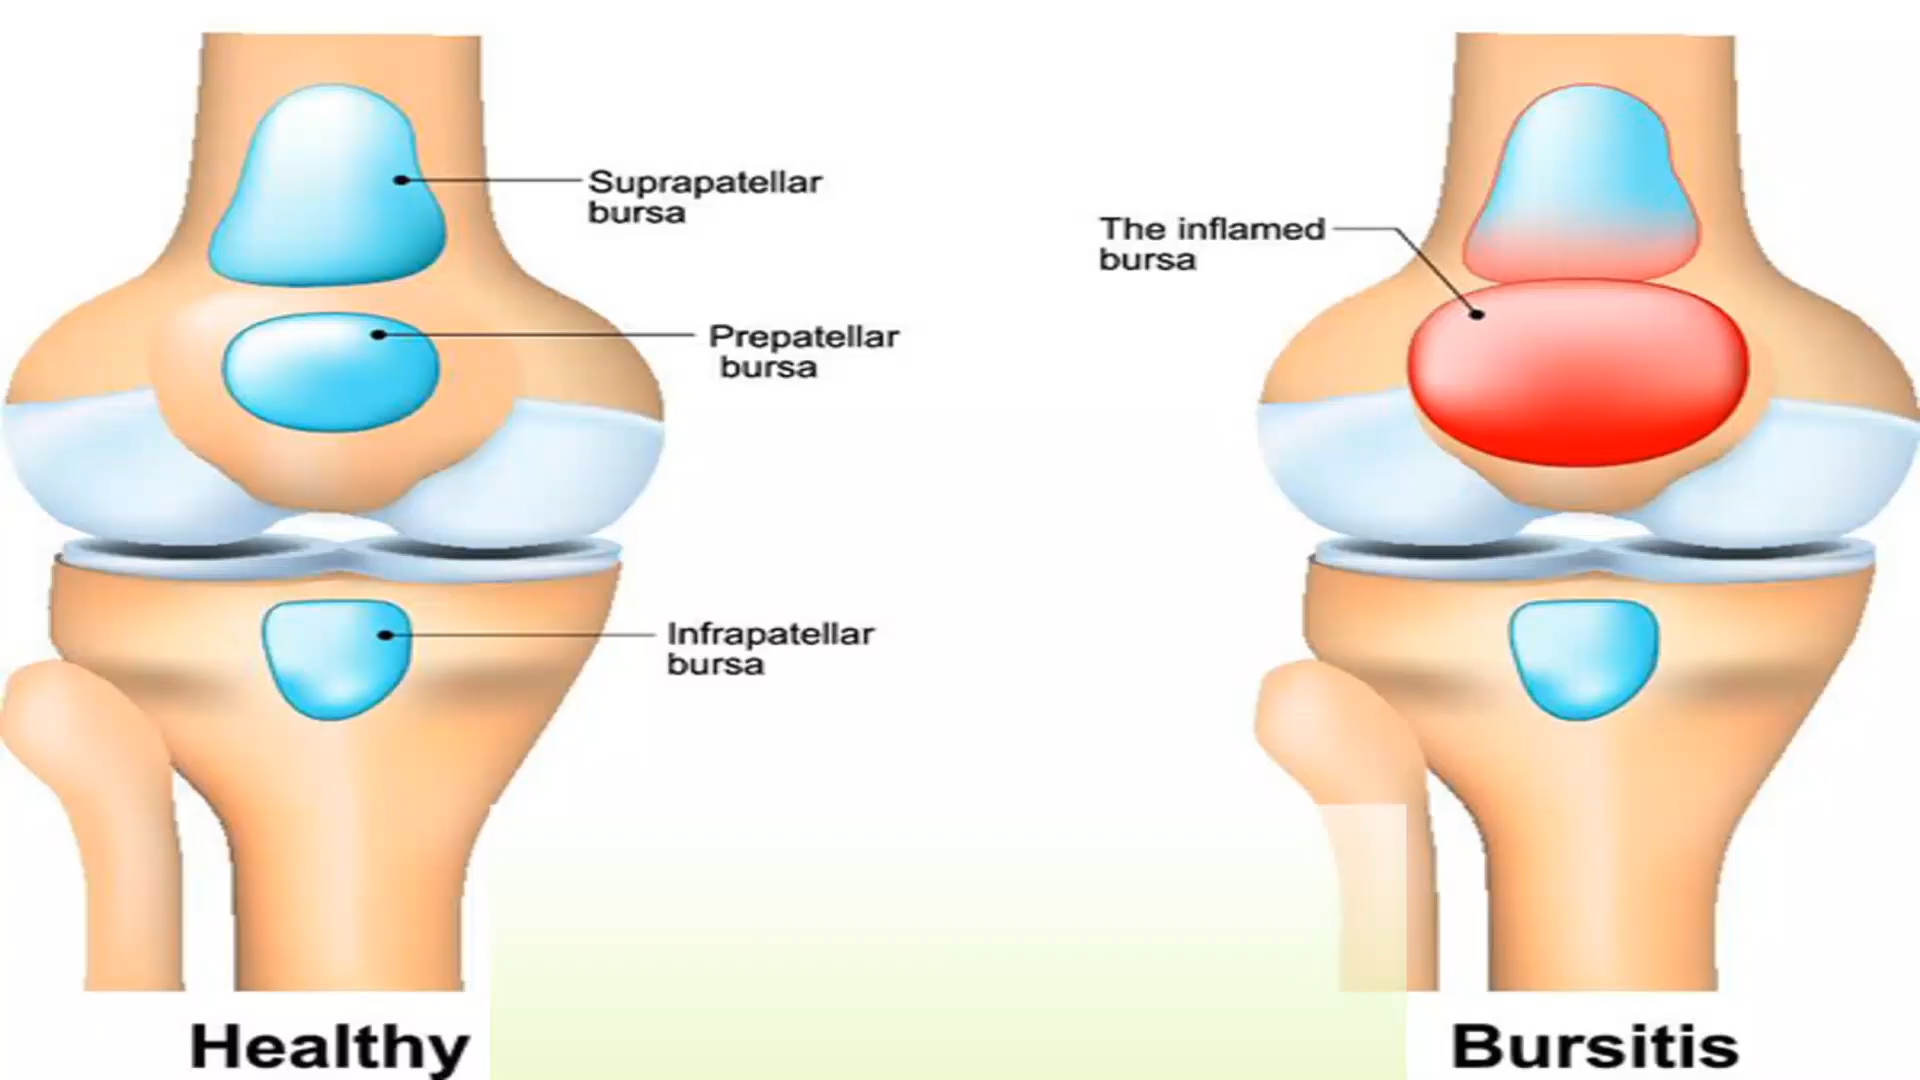 Suprapatellar
bursa
Prepatellar
bursa
Infrapatellar
bursa
Healthy
The inflamed
bursa
Bursitis